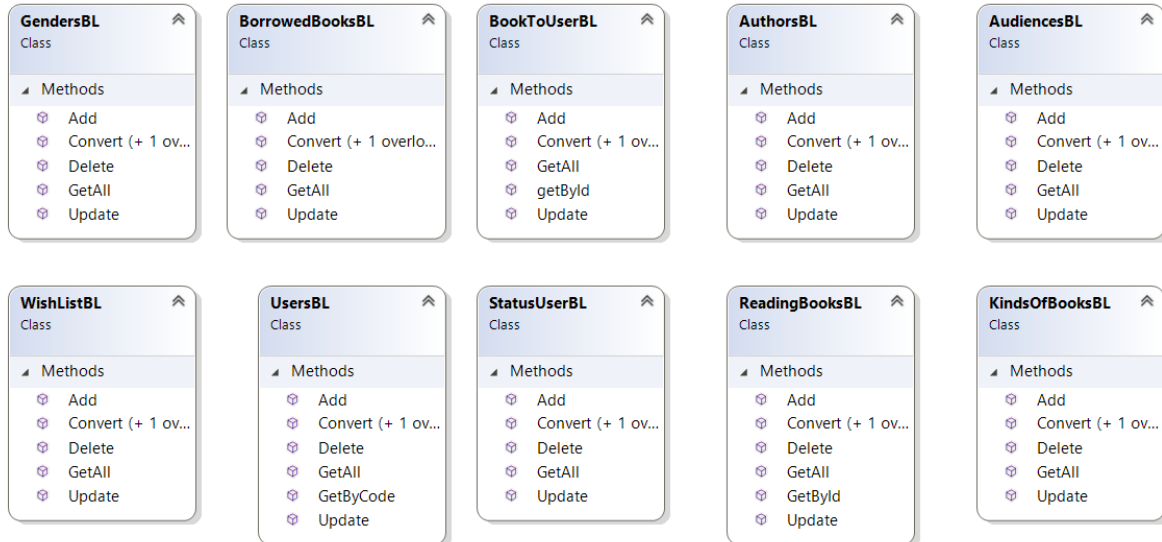 GendersBL
Class
Methods
Add
Convert (+ 1 ov...
Delete
GetAll
Update
BorrowedBooksBL
Class
Methods
Add
Convert (+ 1 overlo...
Delete
GetAll
Update
BookToUserBL
Class
Methods
Add
Convert (+ 1 ov...
GetAll
getById
Update
AuthorsBL
Class
Methods
Add
Convert (+ 1 ov...
Delete
GetAll
Update
AudiencesBL
Class
Methods
Add
Convert (+ 1 ov...
Delete
GetAll
Update
WishListBL
Class
Methods
Add
Convert (+ 1 ov...
Delete
GetAll
Update
UsersBL
Class
Methods
Add
Convert (+ 1 ov...
Delete
GetAll
GetByCode
Update
StatusUserBL
Class
Methods
Add
Convert (+ 1 ov...
Delete
GetAll
Update
ReadingBooksBL
Class
Methods
Add
Convert (+ 1 ov...
Delete
GetAll
GetById
Update
KindsOfBooksBL
Class
Methods
Add
Convert (+ 1 ov...
Delete
GetAll
Update